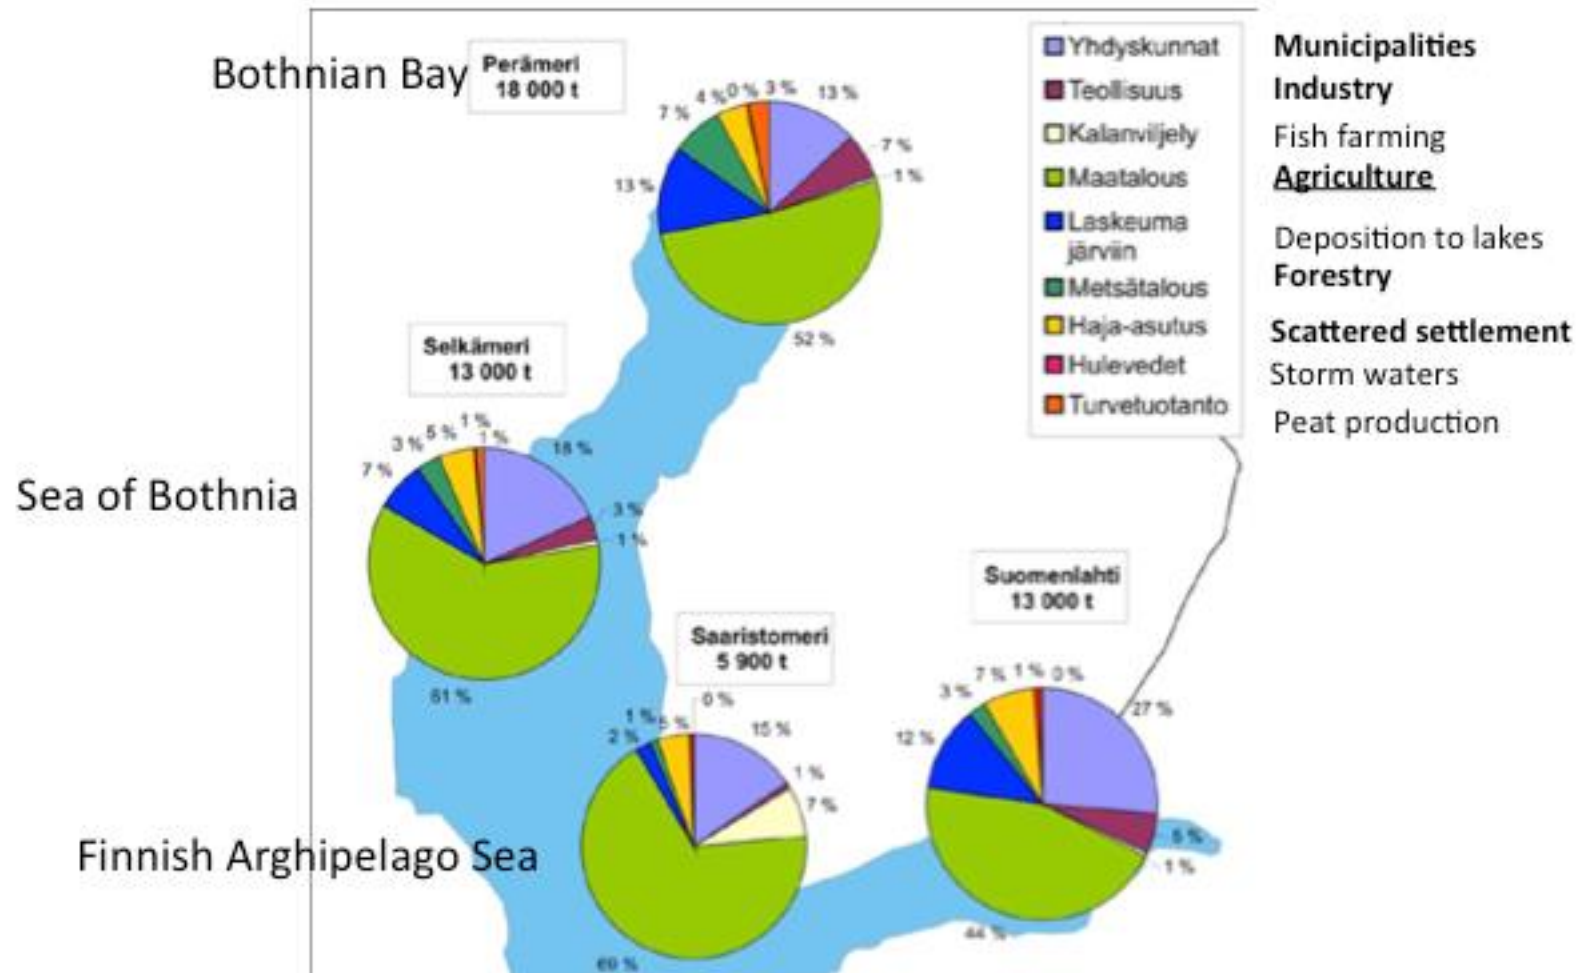 Bothnian Bay
Perämeri
18 000 t
4 %
0 %
3 %
13 %
7 %
7 %
1 %
13 %
52 %
Yhdyskunnat
Municipalities
Teollisuus
Industry
Kalanviljely
Fish farming
Maatalous
Agriculture
Laskeuma
järviin
Deposition to lakes
Metsätalous
Forestry
Haja-asutus
Scattered settlement
Hulevedet
Storm waters
Turvetuotanto
Peat production
Selkämeri
13 000 t
Sea of Bothnia
3 %
5 %
1 %
1 %
18 %
7 %
3 %
1 %
61 %
Saaristomeri
5 900 t
0 %
1 %
5 %
15 %
2 %
1 %
7 %
69 %
Finnish Arghipelago Sea
Suomenlahti
13 000 t
3 %
7 %
1 %
0 %
27 %
12 %
5 %
1 %
44 %